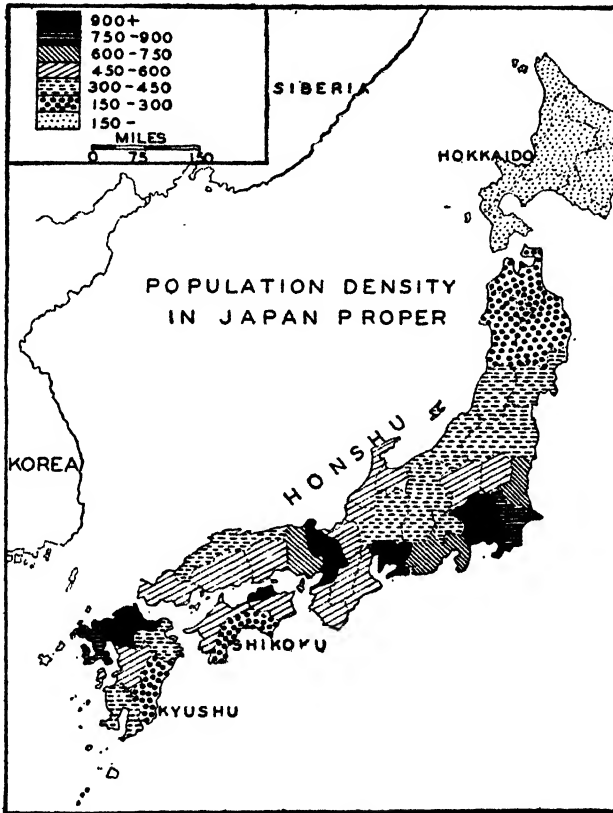 900+
750-900
600-750
450-600
300-450
150-300
150-
MILES
0 75 150
SIBERIA
HOKKAIDO
POPULATION DENSITY
IN JAPAN PROPER
HONSHU
KOREA
SHIKOKU
KYUSHU